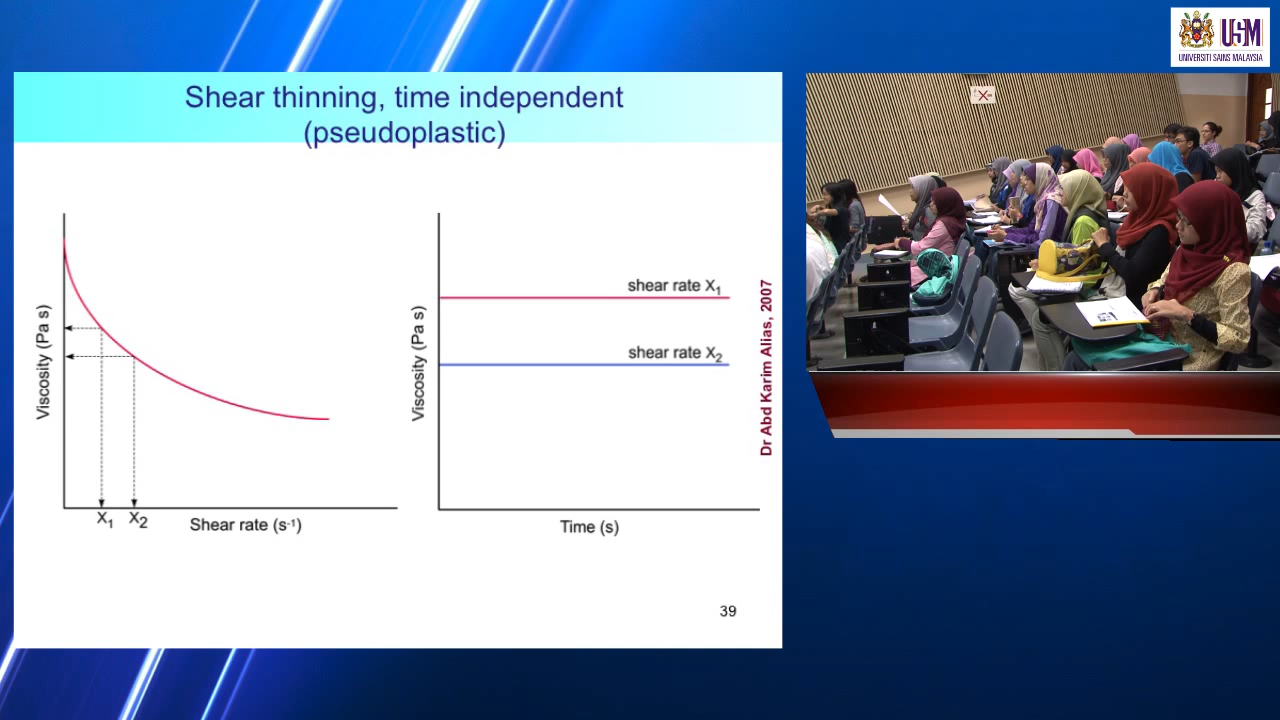 USM
UNIVERSITI SAINS MALAYSIA
Shear thinning, time independent
(pseudoplastic)
Viscosity (Pa s)
X1 X2
Shear rate (s-1)
Viscosity (Pa s)
shear rate X1
shear rate X2
Time (s)
Dr Abd Karim Alias, 2007
39